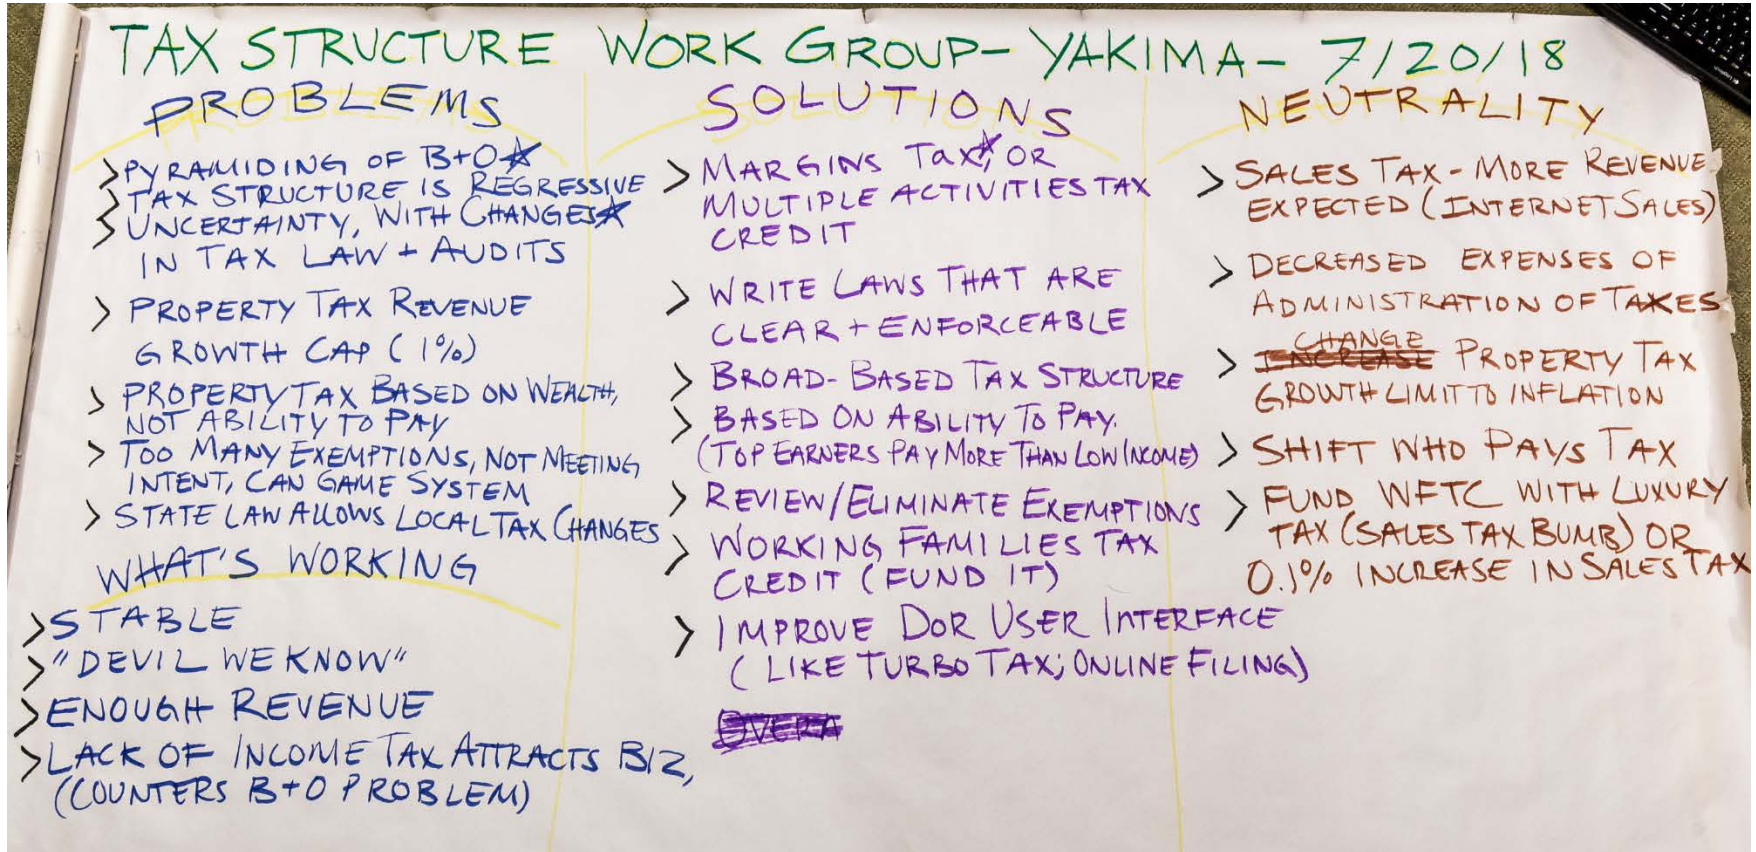 TAX STRUCTURE WORK GROUP - YAKIMA - 7/20/18
PROBLEMS
> PYRAMIDING OF B+O ☆
> TAX STRUCTURE IS REGRESSIVE
> UNCERTAINTY, WITH CHANGES ☆
IN TAX LAW + AUDITS
> PROPERTY TAX REVENUE
GROWTH CAP (1%)
> PROPERTY TAX BASED ON WEALTH,
NOT ABILITY TO PAY
> TOO MANY EXEMPTIONS, NOT MEETING
INTENT, CAN GAME SYSTEM
> STATE LAW ALLOWS LOCAL TAX CHANGES
WHAT'S WORKING
> STABLE
> "DEVIL WE KNOW"
> ENOUGH REVENUE
> LACK OF INCOME TAX ATTRACTS BIZ,
(COUNTERS B+O PROBLEM)
SOLUTIONS
> MARGINS TAX☆, OR
MULTIPLE ACTIVITIES TAX
CREDIT
> WRITE LAWS THAT ARE
CLEAR + ENFORCEABLE
> BROAD-BASED TAX STRUCTURE
> BASED ON ABILITY TO PAY.
(TOP EARNERS PAY MORE THAN LOW INCOME)
> REVIEW/ELIMINATE EXEMPTIONS
> WORKING FAMILIES TAX
CREDIT (FUND IT)
> IMPROVE DOR USER INTERFACE
(LIKE TURBO TAX; ONLINE FILING)
OVERA
NEUTRALITY
> SALES TAX - MORE REVENUE
EXPECTED (INTERNET SALES)
> DECREASED EXPENSES OF
ADMINISTRATION OF TAXES
CHANGE
> INCREASE PROPERTY TAX
GROWTH LIMIT TO INFLATION
> SHIFT WHO PAYS TAX
> FUND WFTC WITH LUXURY
TAX (SALES TAX BUMB) OR
0.1% INCREASE IN SALES TAX